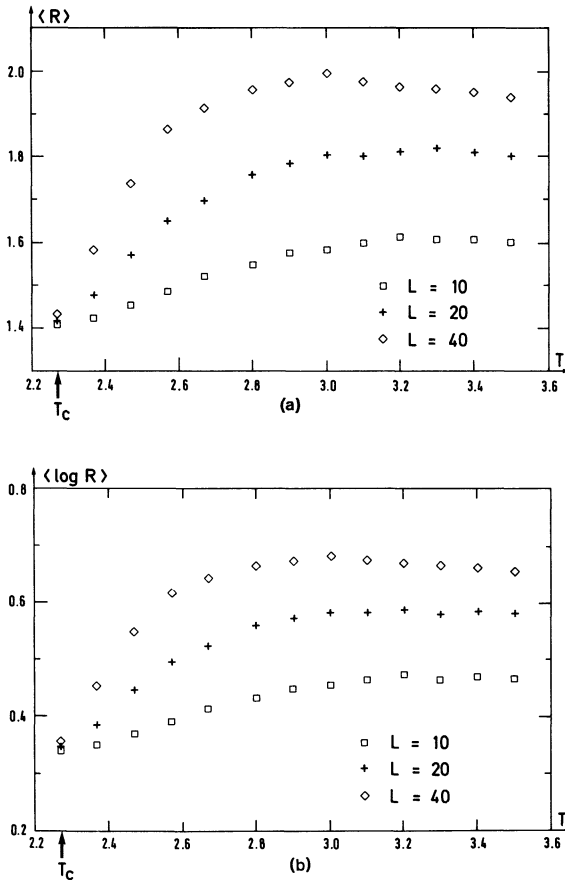 ⟨R⟩
2.0
1.8
1.6
1.4
□ L = 10
+ L = 20
◇ L = 40
2.2 2.4 2.6 2.8 3.0 3.2 3.4 3.6
T
Tc
(a)
⟨log R⟩
0.8
0.6
0.4
0.2
□ L = 10
+ L = 20
◇ L = 40
2.2 2.4 2.6 2.8 3.0 3.2 3.4 3.6
T
Tc
(b)